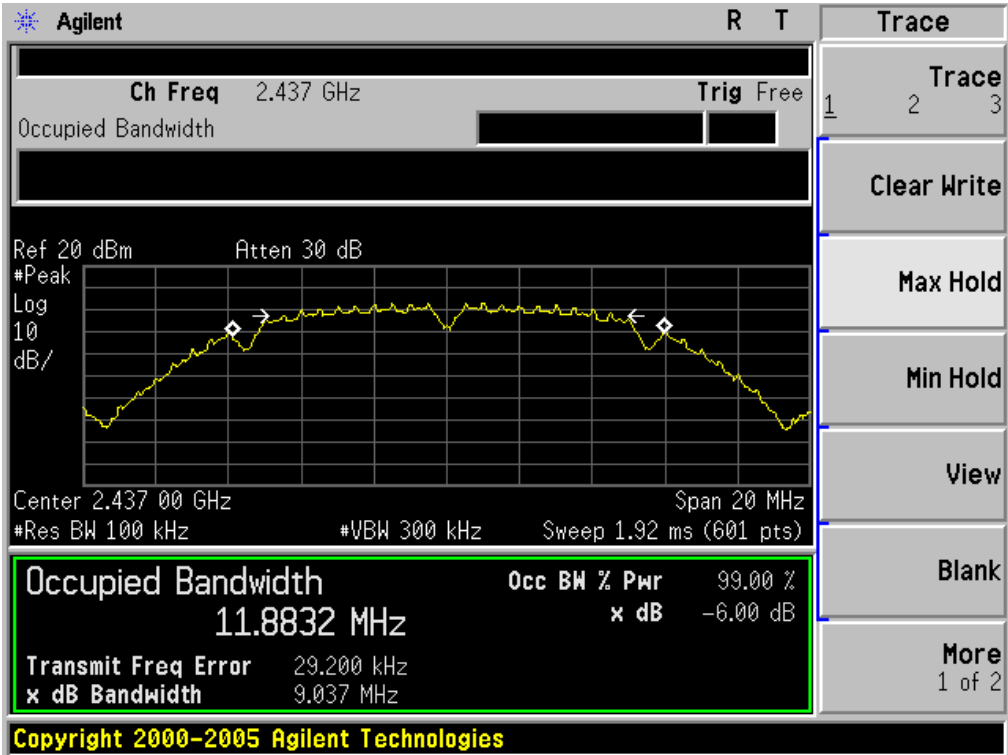 Agilent R T Trace
Ch Freq 2.437 GHz Trig Free
Occupied Bandwidth
Trace
1 2 3
Clear Write
Max Hold
Min Hold
View
Blank
More
1 of 2
Ref 20 dBm Atten 30 dB
#Peak
Log
10
dB/
Center 2.437 00 GHz Span 20 MHz
#Res BW 100 kHz #VBW 300 kHz Sweep 1.92 ms (601 pts)
Occupied Bandwidth Occ BW % Pwr 99.00 %
11.8832 MHz x dB -6.00 dB
Transmit Freq Error 29.200 kHz
x dB Bandwidth 9.037 MHz
Copyright 2000-2005 Agilent Technologies